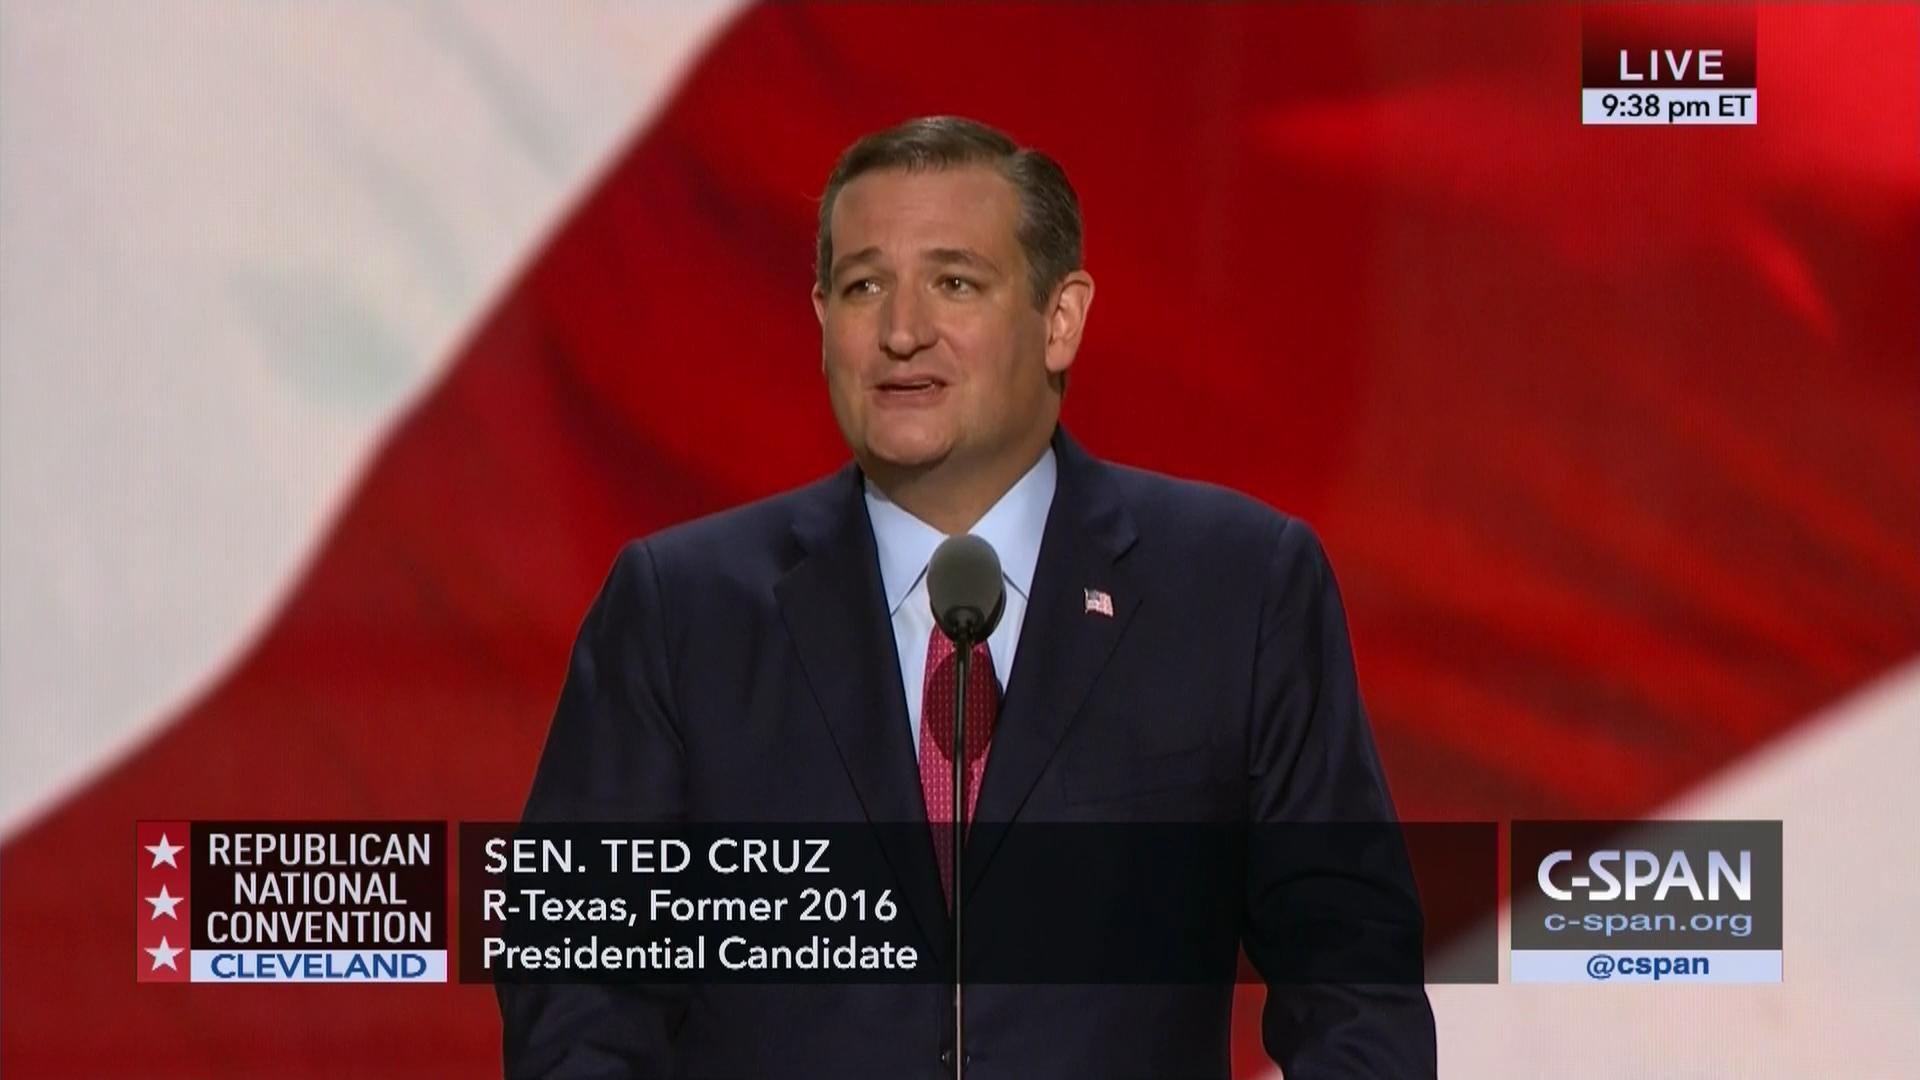 LIVE
9:38 pm ET
REPUBLICAN
NATIONAL
CONVENTION
CLEVELAND
SEN. TED CRUZ
R-Texas, Former 2016
Presidential Candidate
C-SPAN
c-span.org
@cspan